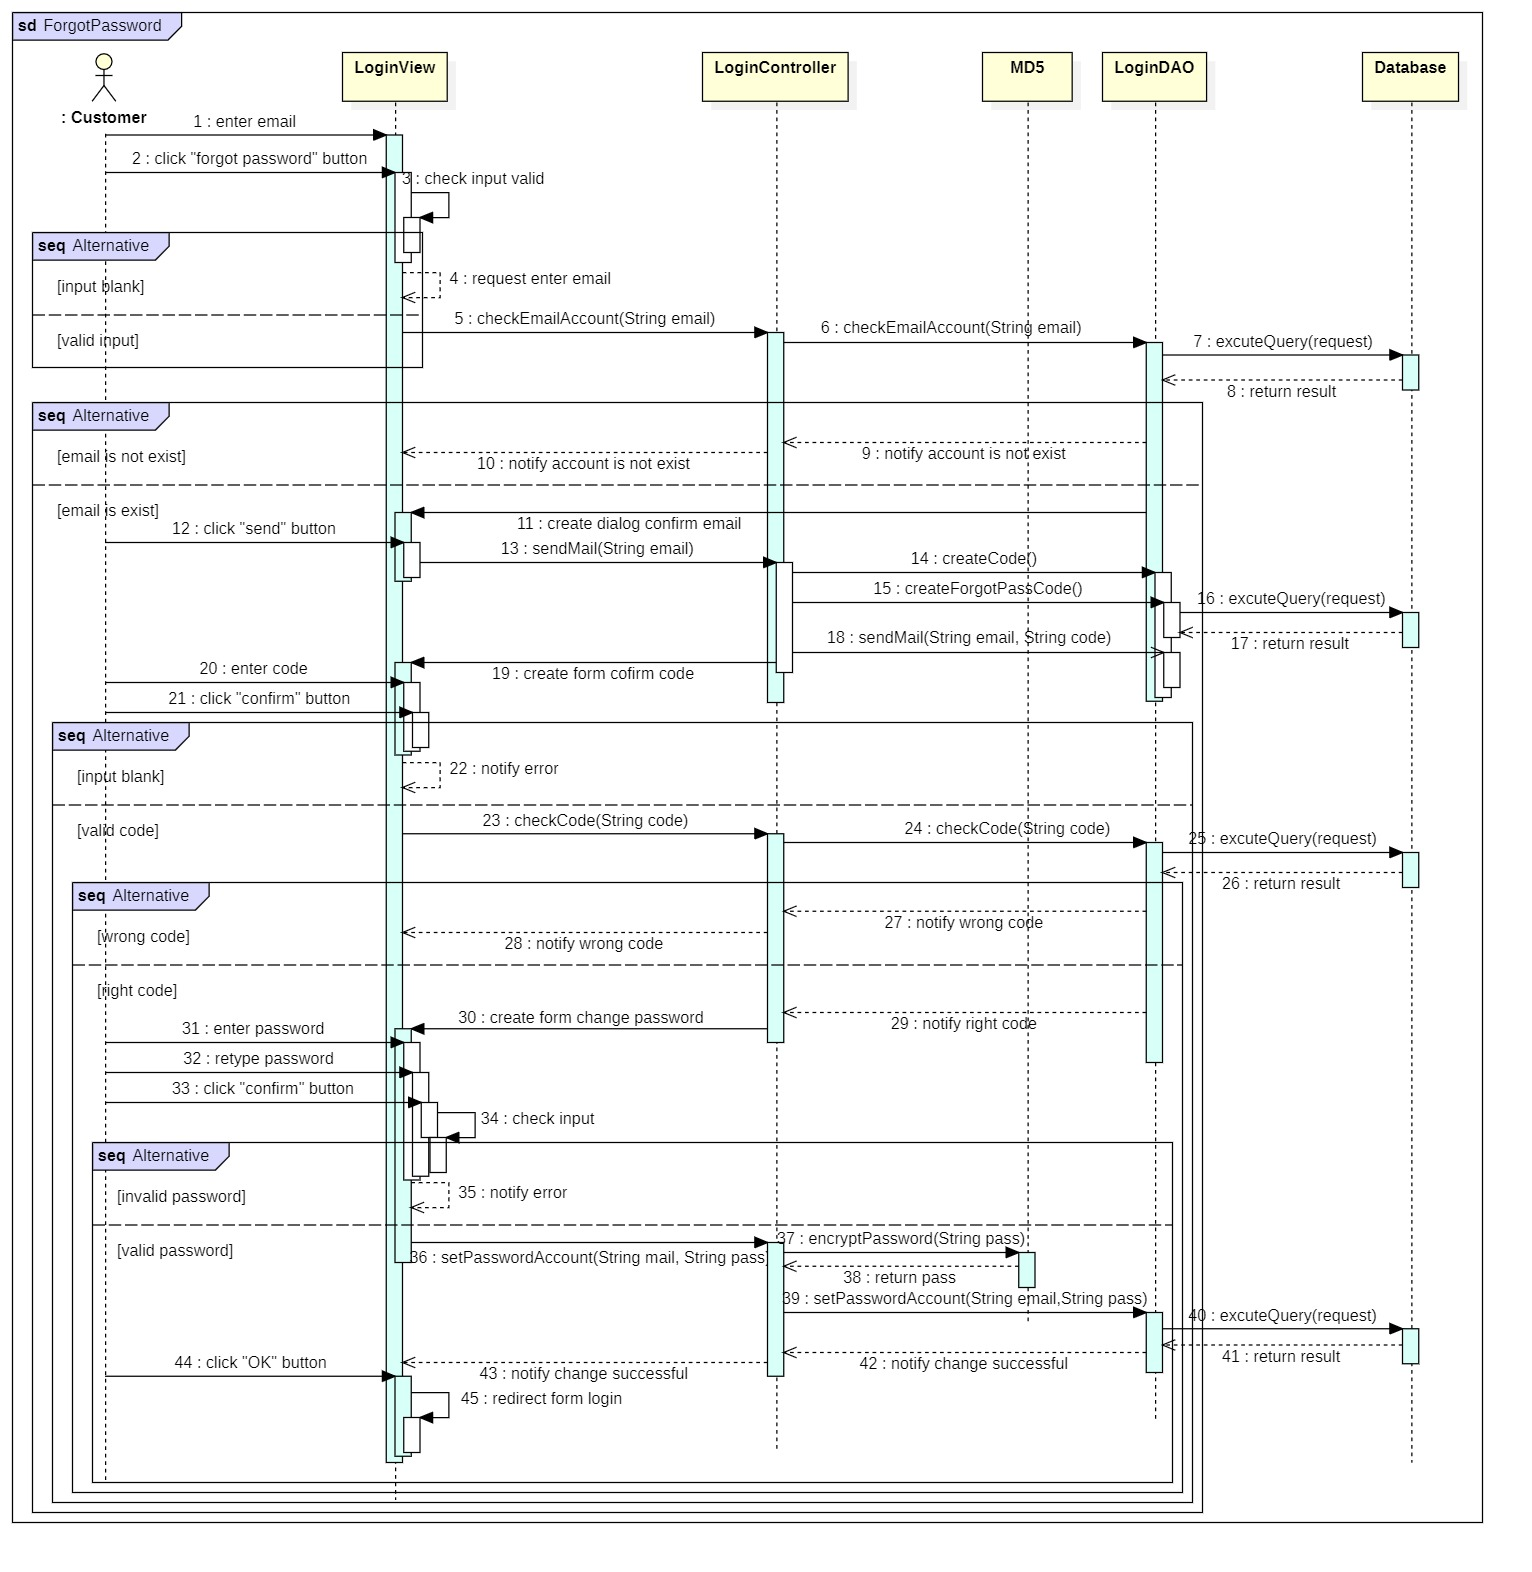 sd ForgotPassword
LoginView
LoginController
MD5
LoginDAO
Database
: Customer
1 : enter email
2 : click "forgot password" button
3 : check input valid
seq Alternative
4 : request enter email
[input blank]
5 : checkEmailAccount(String email)
6 : checkEmailAccount(String email)
[valid input]
7 : excuteQuery(request)
8 : return result
seq Alternative
[email is not exist]
9 : notify account is not exist
10 : notify account is not exist
[email is exist]
11 : create dialog confirm email
12 : click "send" button
13 : sendMail(String email)
14 : createCode()
15 : createForgotPassCode()
16 : excuteQuery(request)
17 : return result
18 : sendMail(String email, String code)
19 : create form cofirm code
20 : enter code
21 : click "confirm" button
seq Alternative
[input blank]
22 : notify error
[valid code]
23 : checkCode(String code)
24 : checkCode(String code)
25 : excuteQuery(request)
26 : return result
seq Alternative
[wrong code]
27 : notify wrong code
28 : notify wrong code
[right code]
29 : notify right code
30 : create form change password
31 : enter password
32 : retype password
33 : click "confirm" button
34 : check input
seq Alternative
[invalid password]
35 : notify error
[valid password]
36 : setPasswordAccount(String mail, String pass)
37 : encryptPassword(String pass)
38 : return pass
39 : setPasswordAccount(String email,String pass)
40 : excuteQuery(request)
41 : return result
42 : notify change successful
43 : notify change successful
44 : click "OK" button
45 : redirect form login